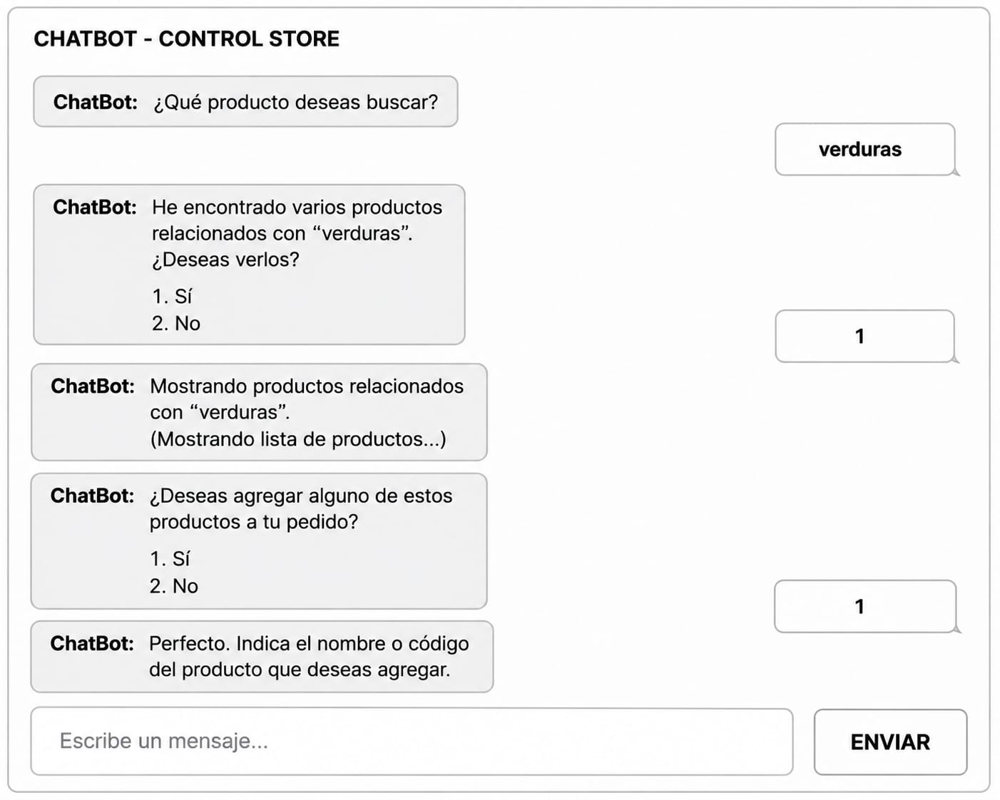 CHATBOT - CONTROL STORE
ChatBot: ¿Qué producto deseas buscar?
verduras
ChatBot: He encontrado varios productos
relacionados con “verduras”.
¿Deseas verlos?
1. Sí
2. No
1
ChatBot: Mostrando productos relacionados
con “verduras”.
(Mostrando lista de productos...)
ChatBot: ¿Deseas agregar alguno de estos
productos a tu pedido?
1. Sí
2. No
1
ChatBot: Perfecto. Indica el nombre o código
del producto que deseas agregar.
Escribe un mensaje...
ENVIAR